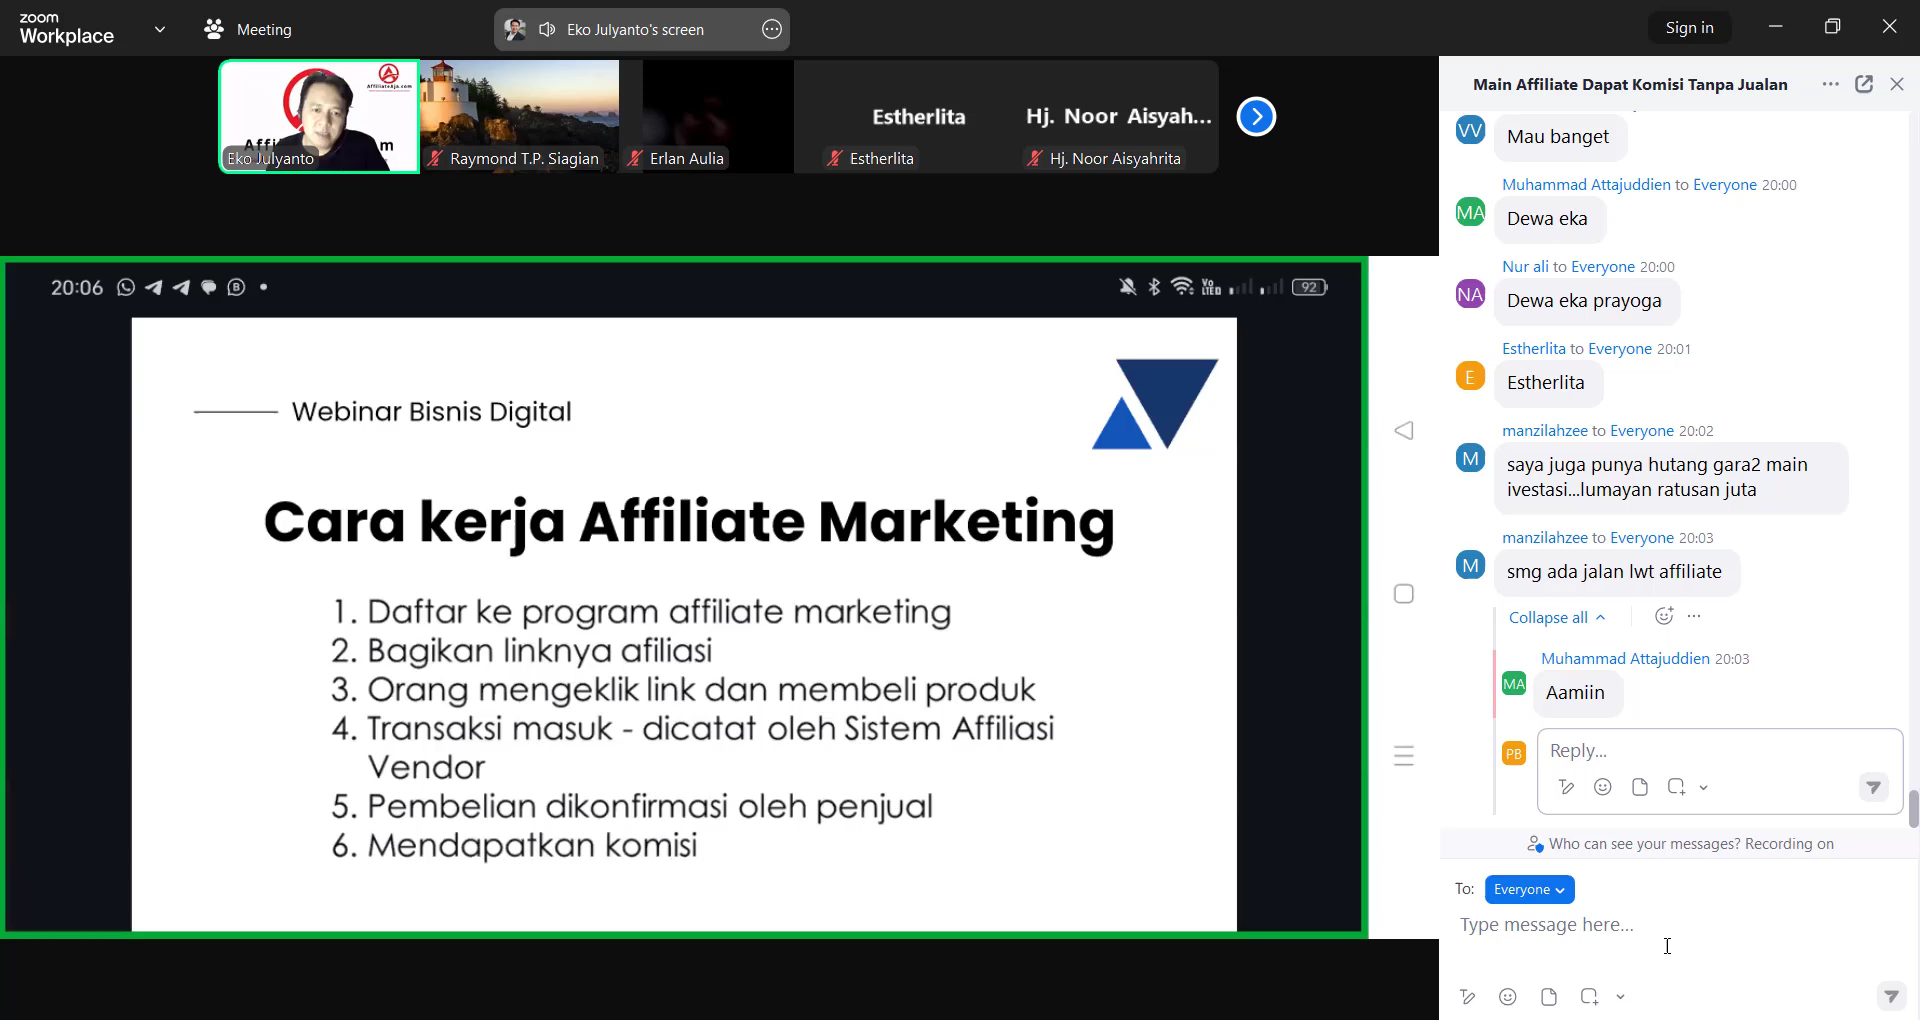 zoom
Workplace
Meeting
Eko Julyanto's screen
Sign in
AffiliateAja.com
Eko Julyanto
Raymond T.P. Siagian
Erlan Aulia
Estherlita
Estherlita
Hj. Noor Aisyah...
Hj. Noor Aisyahrita
20:06
92
Webinar Bisnis Digital
Cara kerja Affiliate Marketing
1. Daftar ke program affiliate marketing
2. Bagikan linknya afiliasi
3. Orang mengeklik link dan membeli produk
4. Transaksi masuk - dicatat oleh Sistem Affiliasi
Vendor
5. Pembelian dikonfirmasi oleh penjual
6. Mendapatkan komisi
Main Affiliate Dapat Komisi Tanpa Jualan
VV
Mau banget
Muhammad Attajuddien to Everyone 20:00
MA
Dewa eka
Nur ali to Everyone 20:00
NA
Dewa eka prayoga
Estherlita to Everyone 20:01
E
Estherlita
manzilahzee to Everyone 20:02
M
saya juga punya hutang gara2 main
ivestasi...lumayan ratusan juta
manzilahzee to Everyone 20:03
M
smg ada jalan lwt affiliate
Collapse all
Muhammad Attajuddien 20:03
MA
Aamiin
PB
Reply...
Who can see your messages? Recording on
To: Everyone
Type message here...